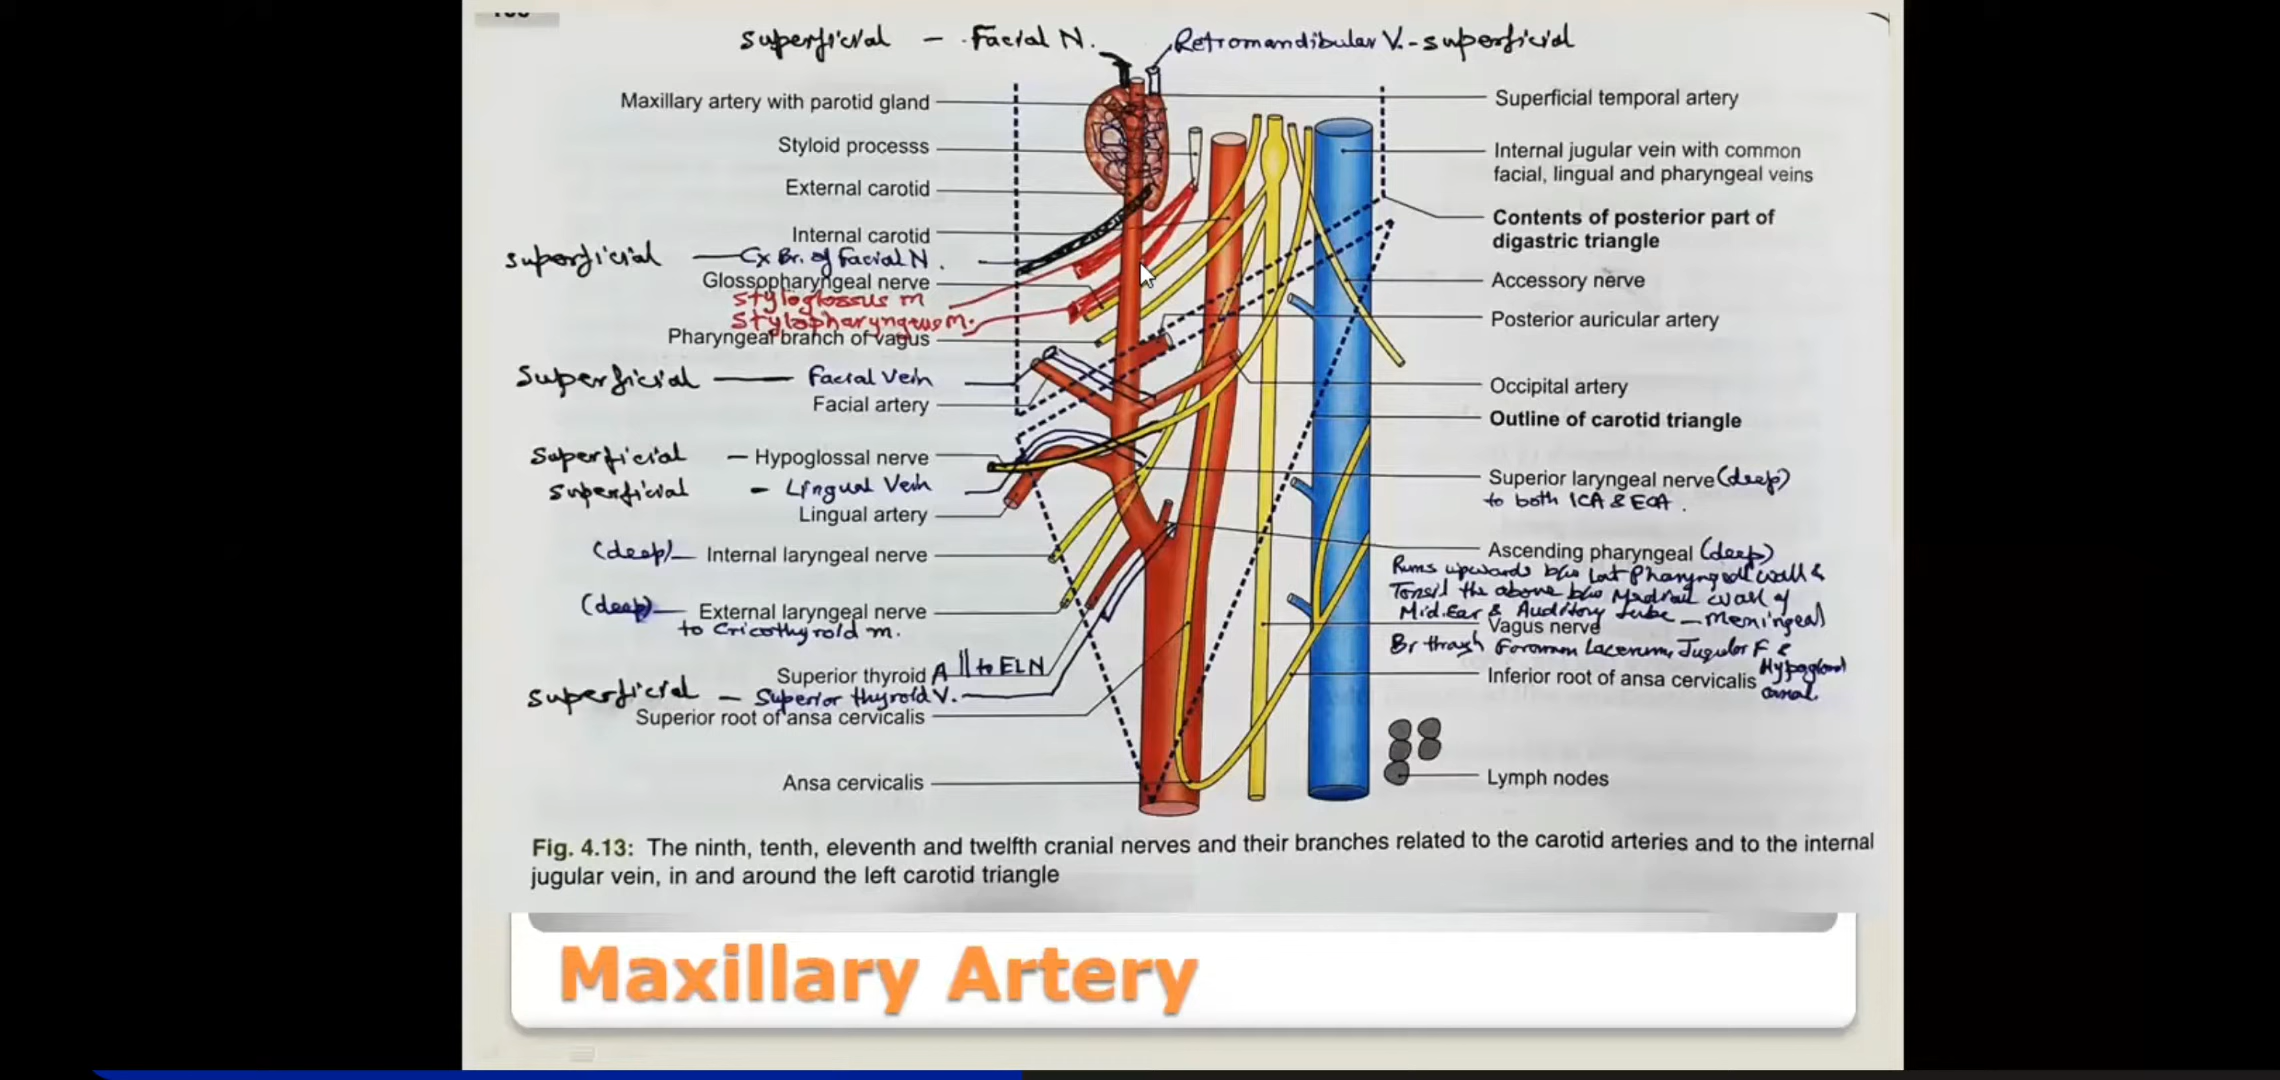 Superficial - Facial N. Retromandibular V. - superficial
Maxillary artery with parotid gland
Styloid processs
External carotid
Internal carotid
superficial - Cx Br. of Facial N.
Glossopharyngeal nerve
Styloglossus m
Stylopharyngeus m.
Pharyngeal branch of vagus
Superficial - Facial Vein
Facial artery
Superficial - Hypoglossal nerve
superficial - Lingual Vein
Lingual artery
(deep) Internal laryngeal nerve
(deep) External laryngeal nerve
to Cricothyroid m.
Superior thyroid A || to ELN
superficial - Superior thyroid V.
Superior root of ansa cervicalis
Ansa cervicalis
Superficial temporal artery
Internal jugular vein with common
facial, lingual and pharyngeal veins
Contents of posterior part of
digastric triangle
Accessory nerve
Posterior auricular artery
Occipital artery
Outline of carotid triangle
Superior laryngeal nerve (deep)
to both ICA & ECA.
Ascending pharyngeal (deep)
Runs upwards b/w Lat Pharyngeal wall &
Tonsil the above b/w Medial wall of
Mid. Ear & Auditory tube - meningeal
Vagus nerve
Br through Foramen Lacerum, Jugular F &
Hypoglossal
canal.
Inferior root of ansa cervicalis
Lymph nodes
Fig. 4.13: The ninth, tenth, eleventh and twelfth cranial nerves and their branches related to the carotid arteries and to the internal
jugular vein, in and around the left carotid triangle
Maxillary Artery